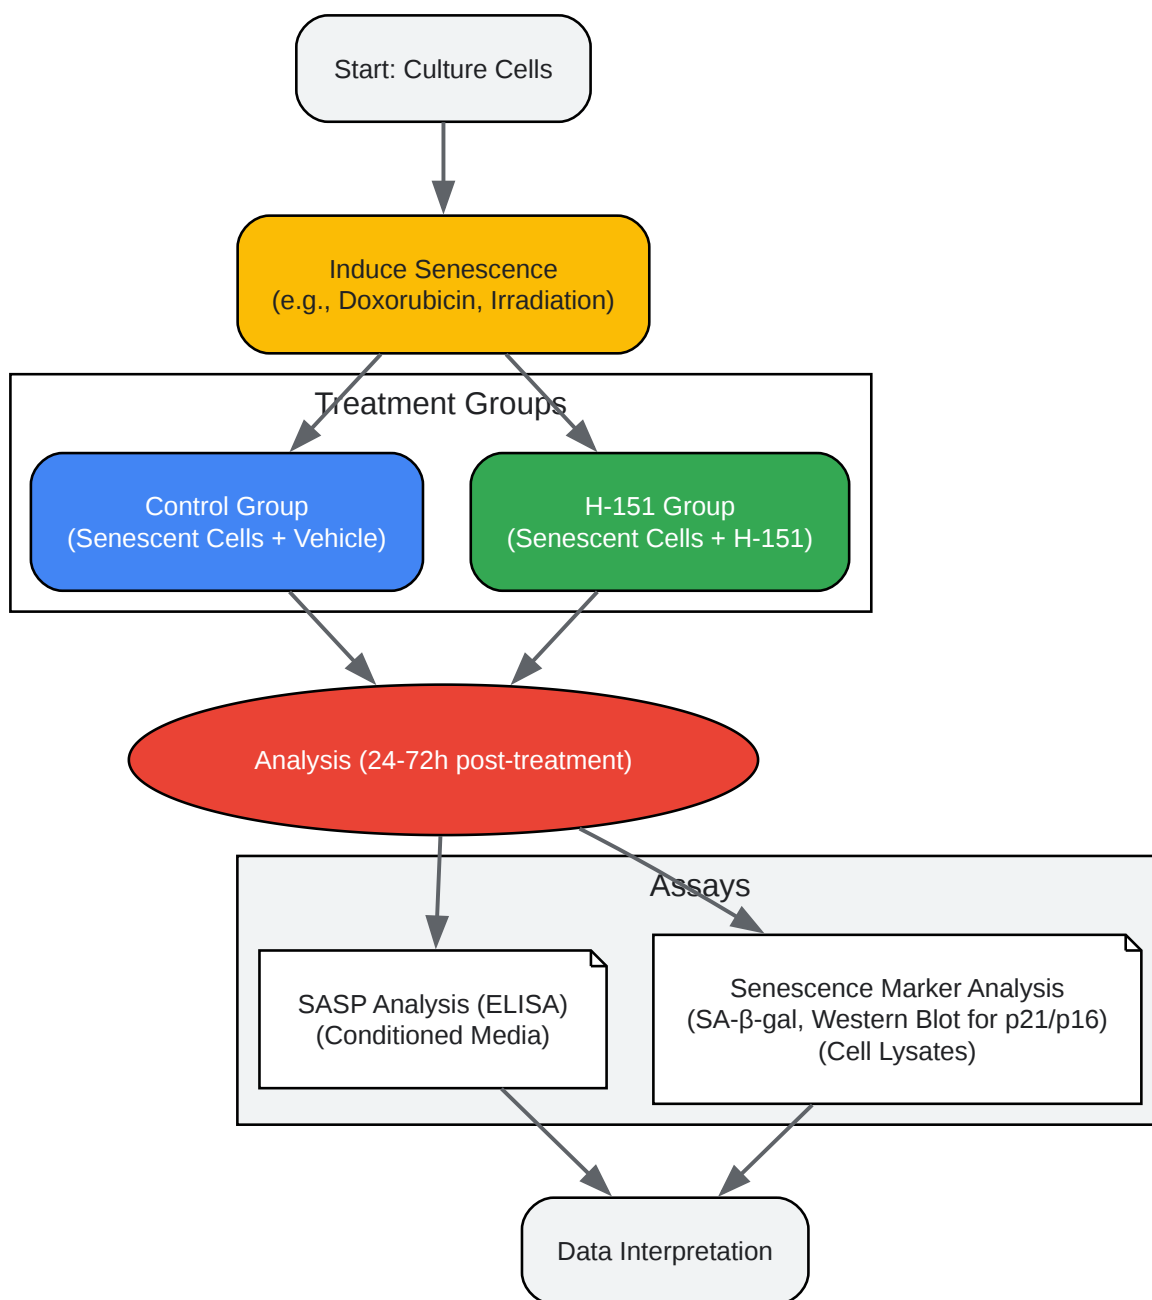 Start: Culture Cells
Induce Senescence
(e.g., Doxorubicin, Irradiation)
Treatment Groups
Control Group
(Senescent Cells + Vehicle)
H-151 Group
(Senescent Cells + H-151)
Analysis (24-72h post-treatment)
Assays
SASP Analysis (ELISA)
(Conditioned Media)
Senescence Marker Analysis
(SA-β-gal, Western Blot for p21/p16)
(Cell Lysates)
Data Interpretation